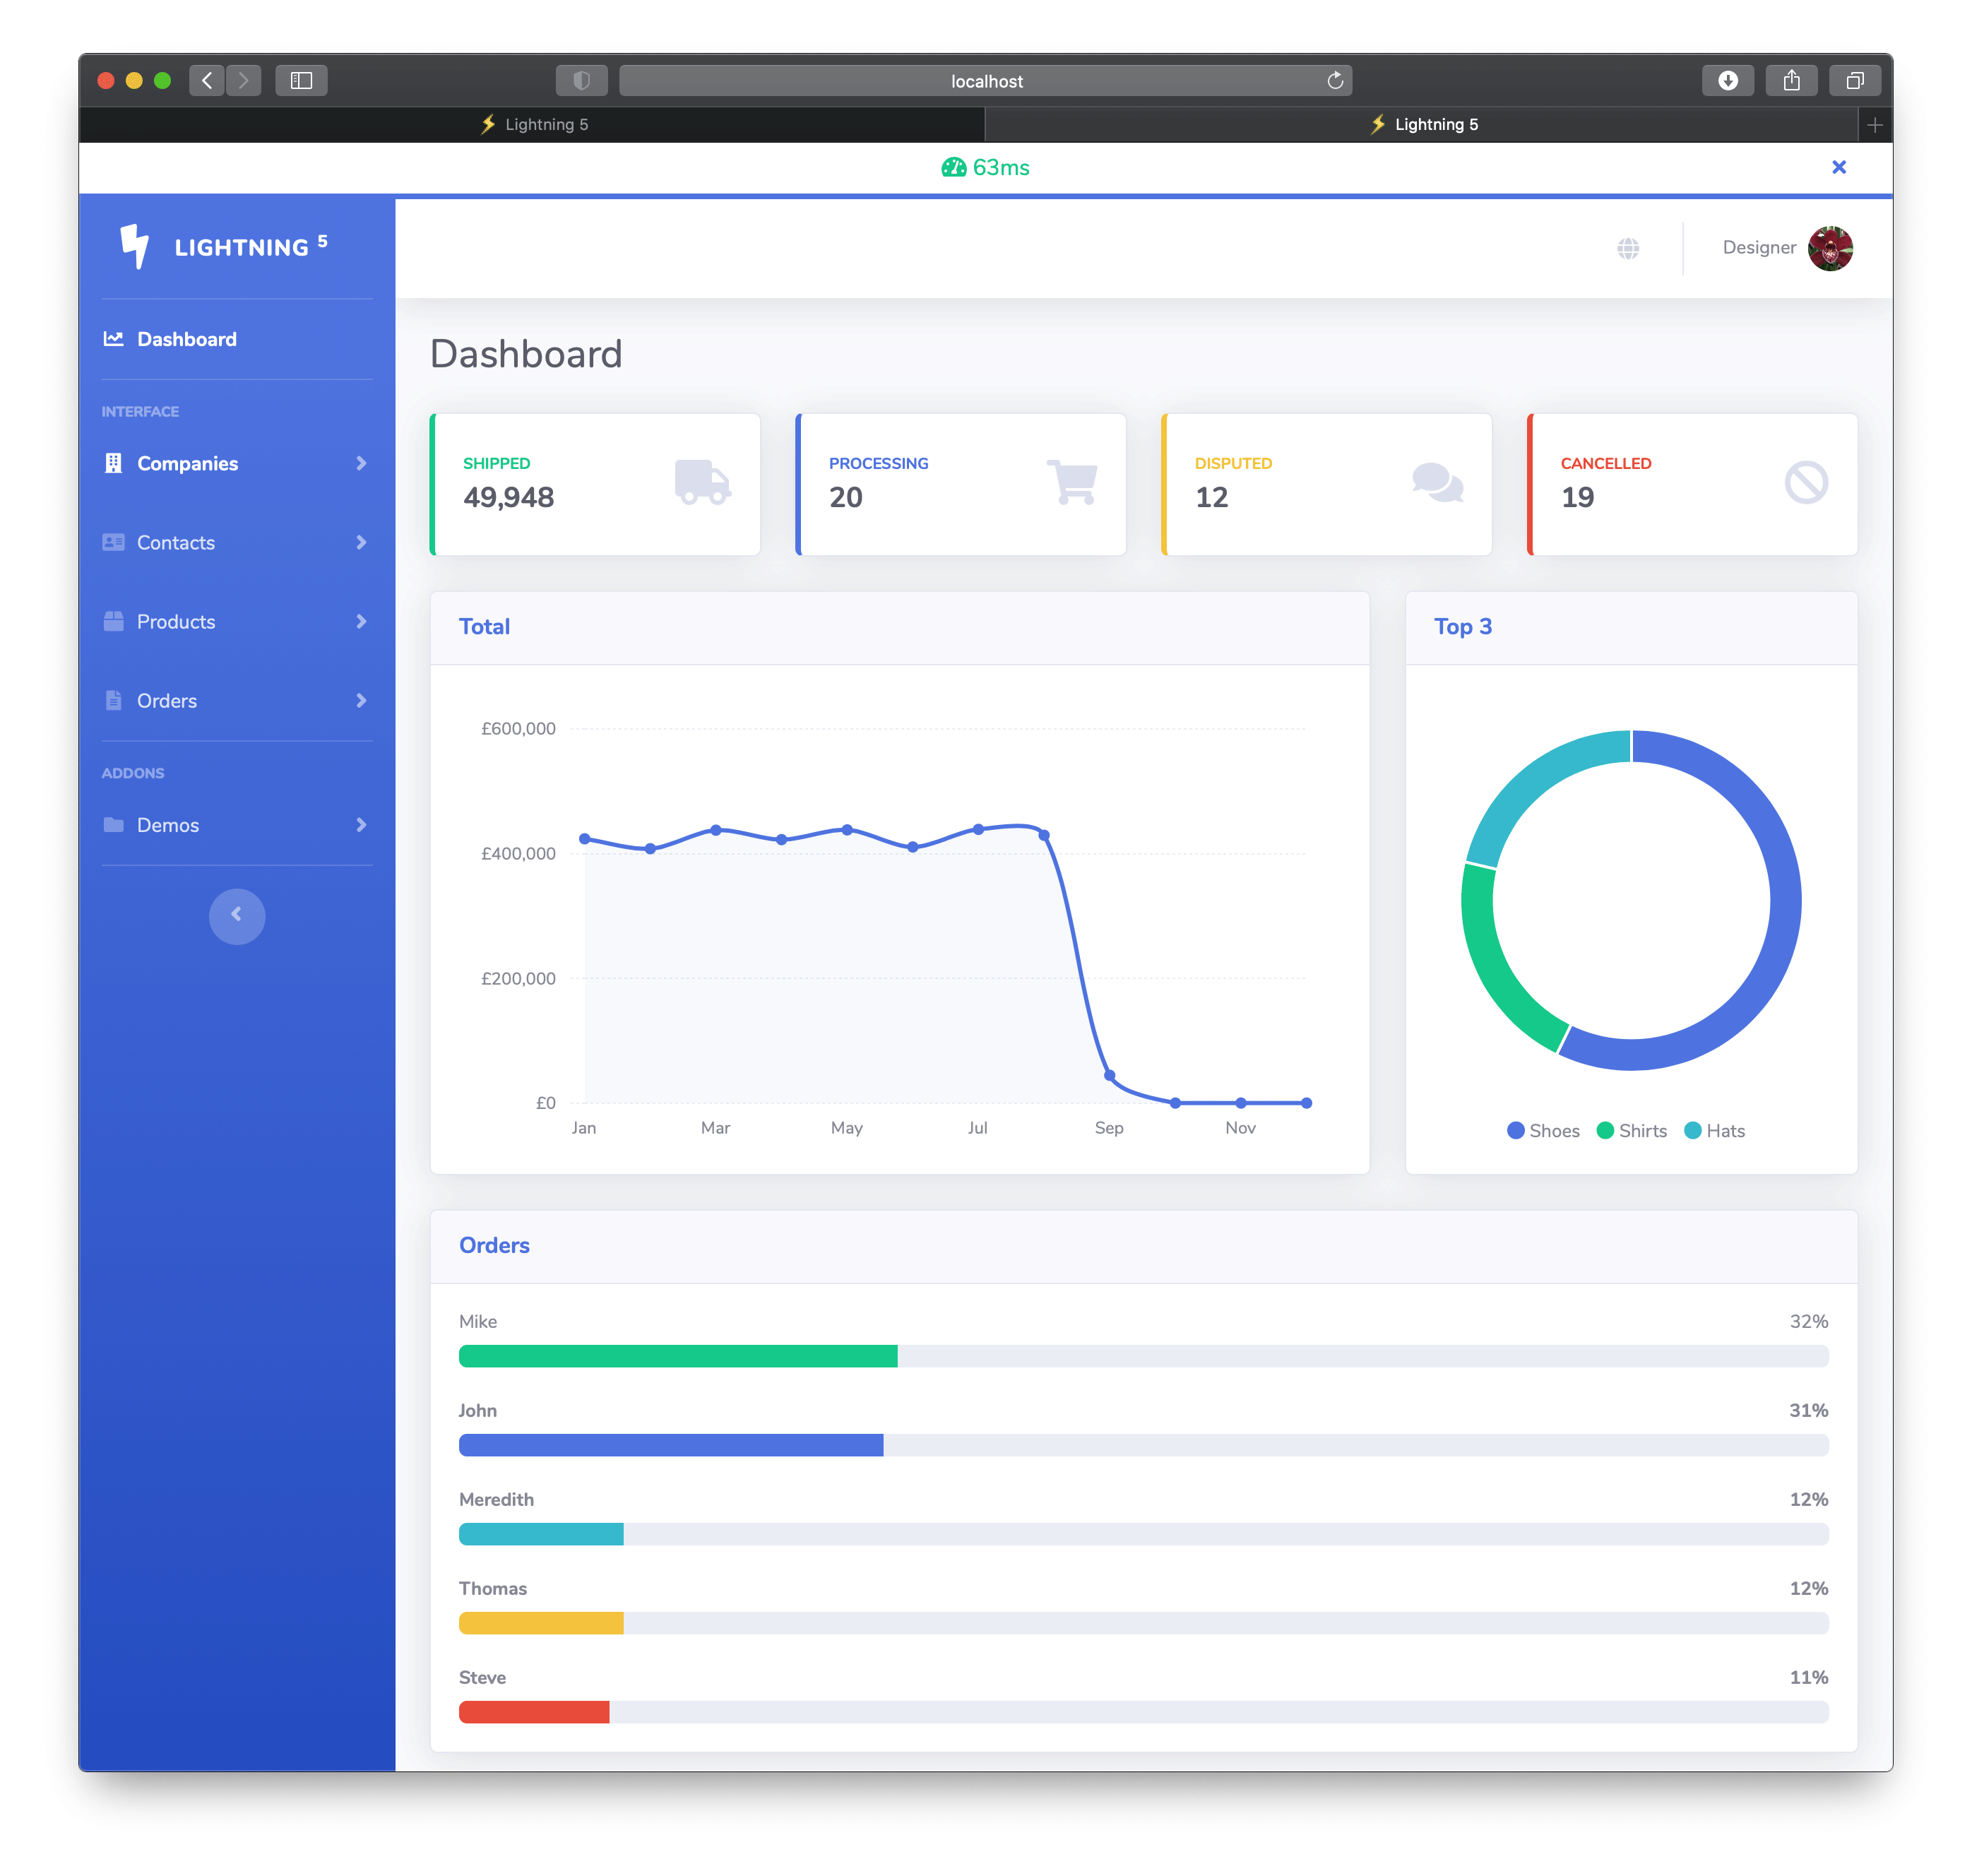 localhost
Lightning 5
Lightning 5
63ms
LIGHTNING 5
Designer
Dashboard
INTERFACE
Companies
Contacts
Products
Orders
ADDONS
Demos
Dashboard
SHIPPED
49,948
PROCESSING
20
DISPUTED
12
CANCELLED
19
Total
£600,000
£400,000
£200,000
£0
Jan Mar May Jul Sep Nov
Top 3
Shoes Shirts Hats
Orders
Mike 32%
John 31%
Meredith 12%
Thomas 12%
Steve 11%